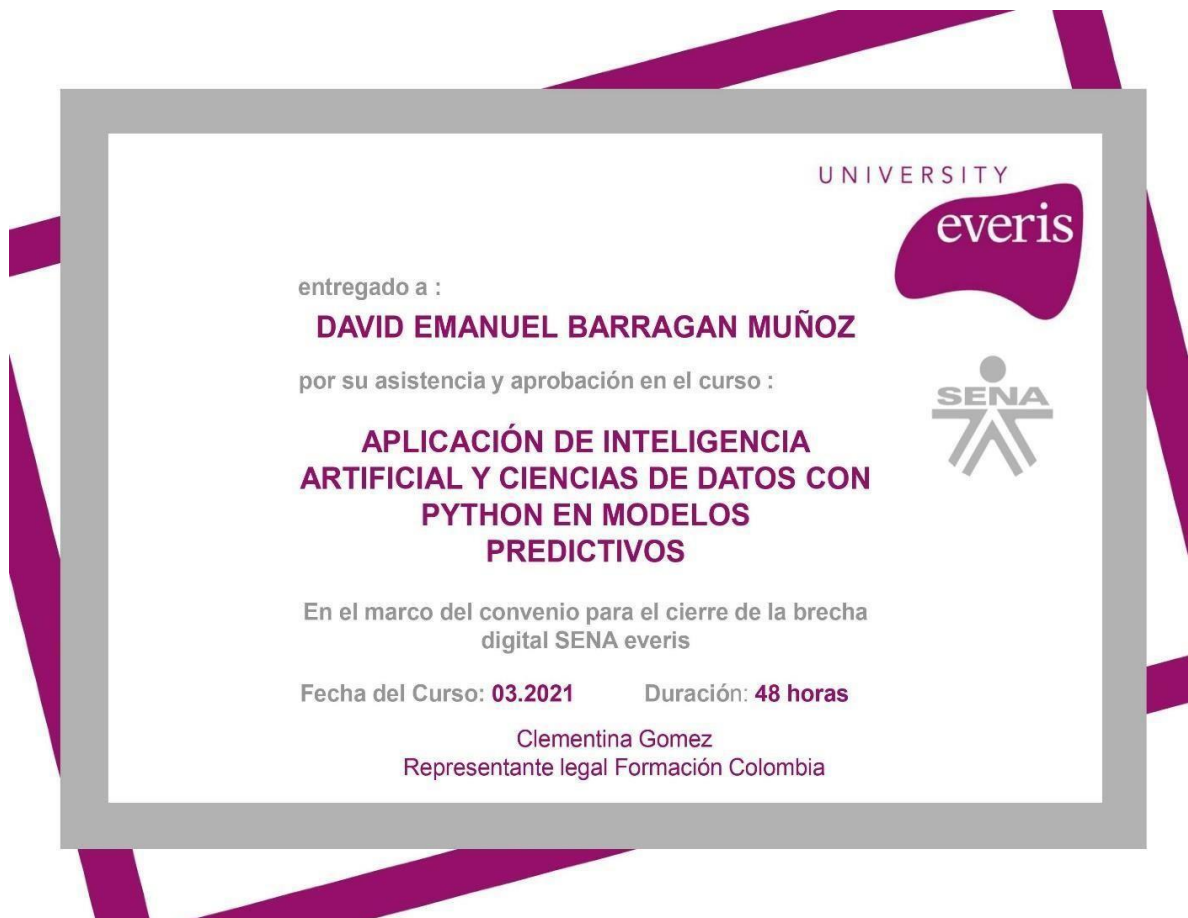 UNIVERSITY
everis
entregado a :
DAVID EMANUEL BARRAGAN MUÑOZ
por su asistencia y aprobación en el curso :
SENA
APLICACIÓN DE INTELIGENCIA
ARTIFICIAL Y CIENCIAS DE DATOS CON
PYTHON EN MODELOS
PREDICTIVOS
En el marco del convenio para el cierre de la brecha
digital SENA everis
Fecha del Curso: 03.2021 Duración: 48 horas
Clementina Gomez
Representante legal Formación Colombia